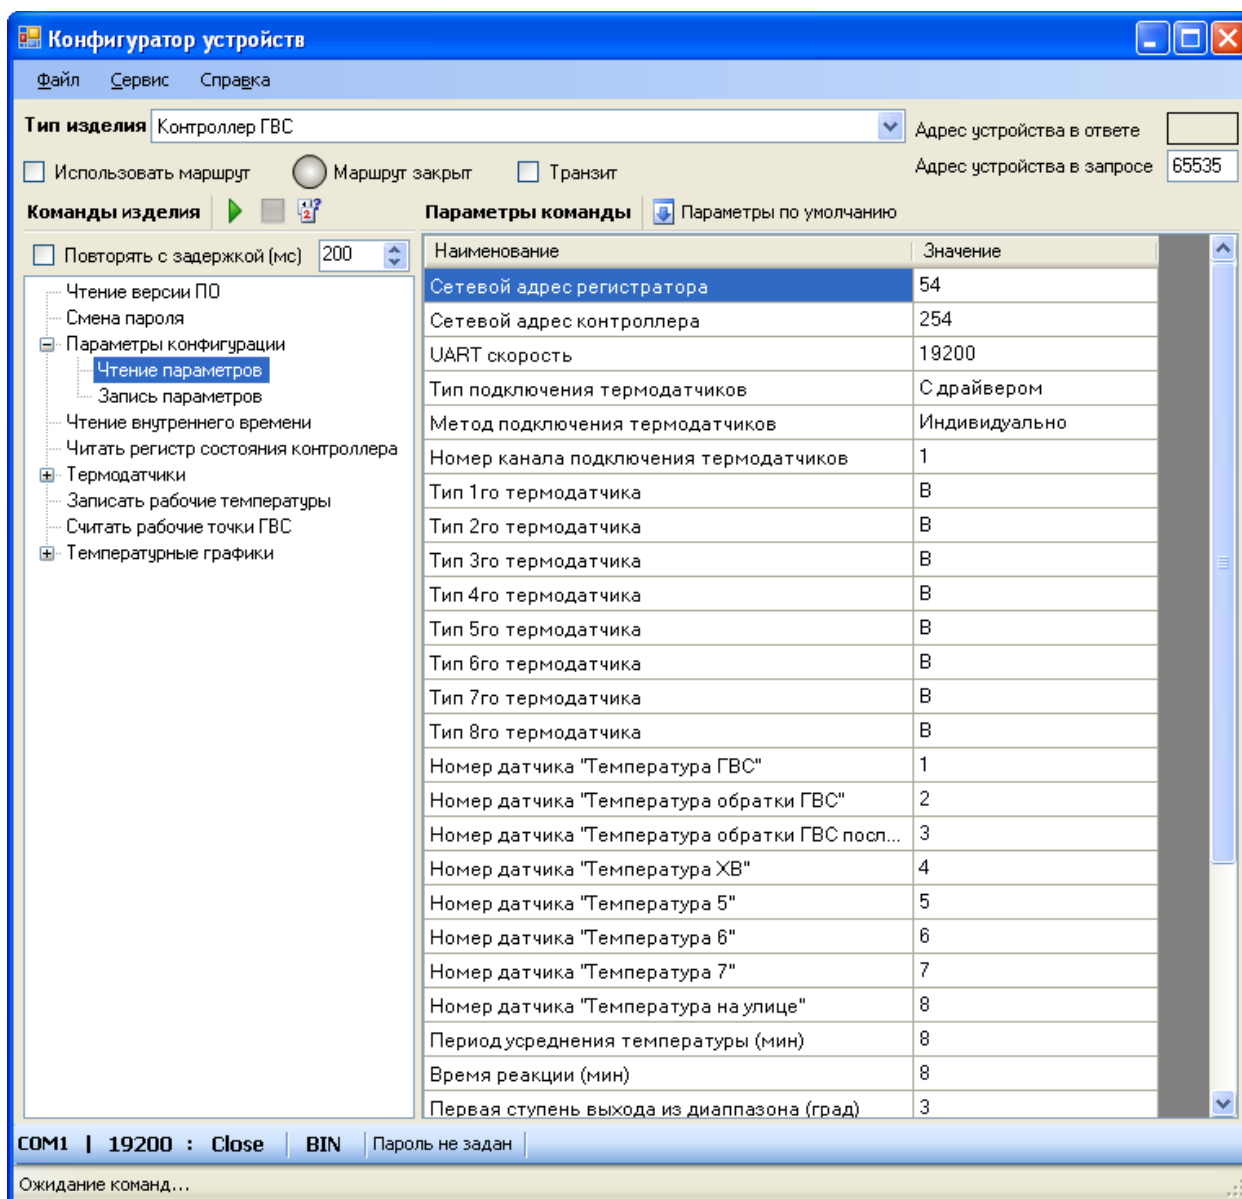 Конфигуратор устройств
Файл Сервис Справка
Тип изделия Контроллер ГВС
Адрес устройства в ответе
Использовать маршрут Маршрут закрыт Транзит
Адрес устройства в запросе 65535
Команды изделия
Параметры команды Параметры по умолчанию
Повторять с задержкой (мс) 200
Чтение версии ПО
Смена пароля
Параметры конфигурации
Чтение параметров
Запись параметров
Чтение внутреннего времени
Читать регистр состояния контроллера
Термодатчики
Записать рабочие температуры
Считать рабочие точки ГВС
Температурные графики
Наименование Значение
Сетевой адрес регистратора 54
Сетевой адрес контроллера 254
UART скорость 19200
Тип подключения термодатчиков С драйвером
Метод подключения термодатчиков Индивидуально
Номер канала подключения термодатчиков 1
Тип 1го термодатчика В
Тип 2го термодатчика В
Тип 3го термодатчика В
Тип 4го термодатчика В
Тип 5го термодатчика В
Тип 6го термодатчика В
Тип 7го термодатчика В
Тип 8го термодатчика В
Номер датчика "Температура ГВС" 1
Номер датчика "Температура обратки ГВС" 2
Номер датчика "Температура обратки ГВС посл... 3
Номер датчика "Температура ХВ" 4
Номер датчика "Температура 5" 5
Номер датчика "Температура 6" 6
Номер датчика "Температура 7" 7
Номер датчика "Температура на улице" 8
Период усреднения температуры (мин) 8
Время реакции (мин) 8
Первая ступень выхода из диаппазона (град) 3
COM1 | 19200 : Close BIN Пароль не задан
Ожидание команд...